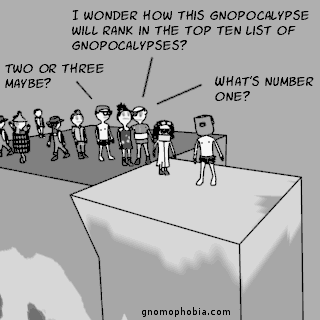 I WONDER HOW THIS GNOPOCALYPSE
WILL RANK IN THE TOP TEN LIST OF
GNOPOCALYPSES?
TWO OR THREE
MAYBE?
WHAT'S NUMBER
ONE?
gnomophobia.com